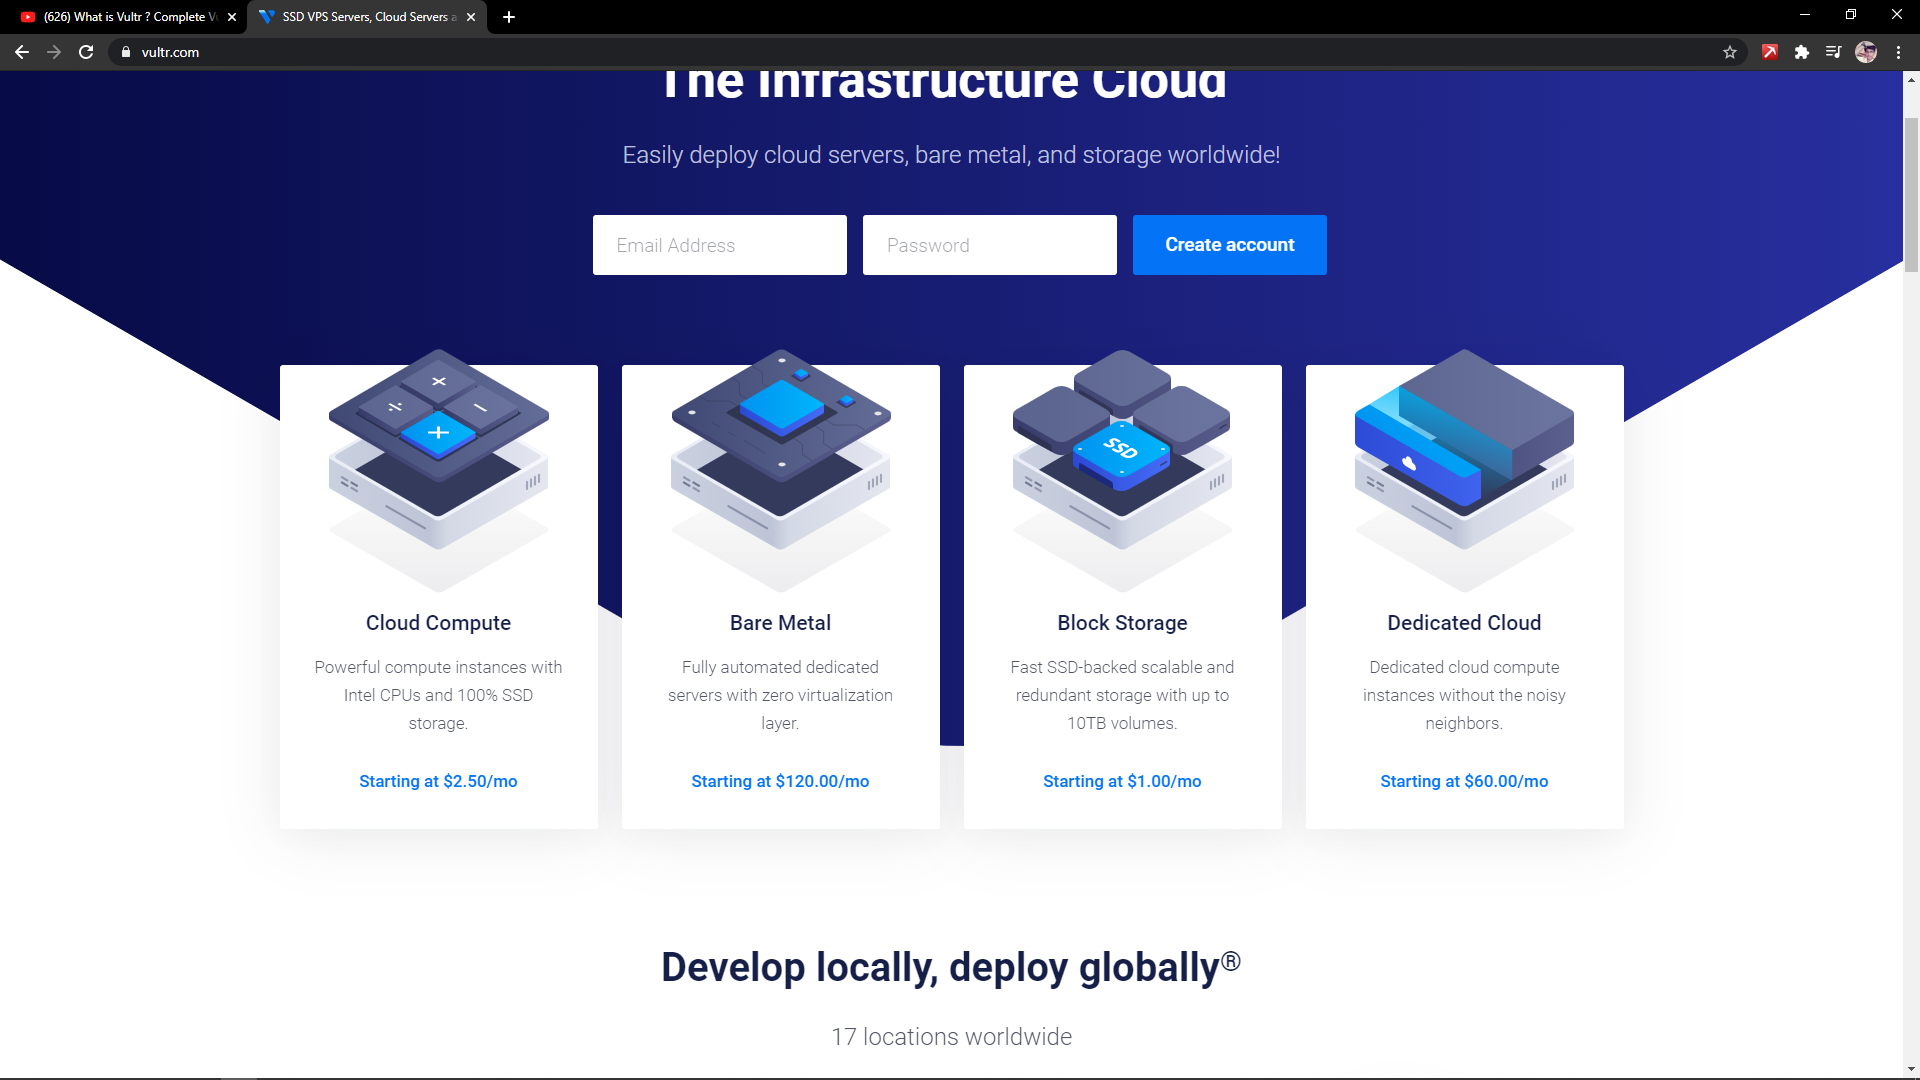 (626) What is Vultr ? Complete V
SSD VPS Servers, Cloud Servers a
vultr.com
The Infrastructure Cloud
Easily deploy cloud servers, bare metal, and storage worldwide!
Email Address
Password
Create account
SSD
Cloud Compute
Powerful compute instances with
Intel CPUs and 100% SSD
storage.
Starting at $2.50/mo
Bare Metal
Fully automated dedicated
servers with zero virtualization
layer.
Starting at $120.00/mo
Block Storage
Fast SSD-backed scalable and
redundant storage with up to
10TB volumes.
Starting at $1.00/mo
Dedicated Cloud
Dedicated cloud compute
instances without the noisy
neighbors.
Starting at $60.00/mo
Develop locally, deploy globally®
17 locations worldwide